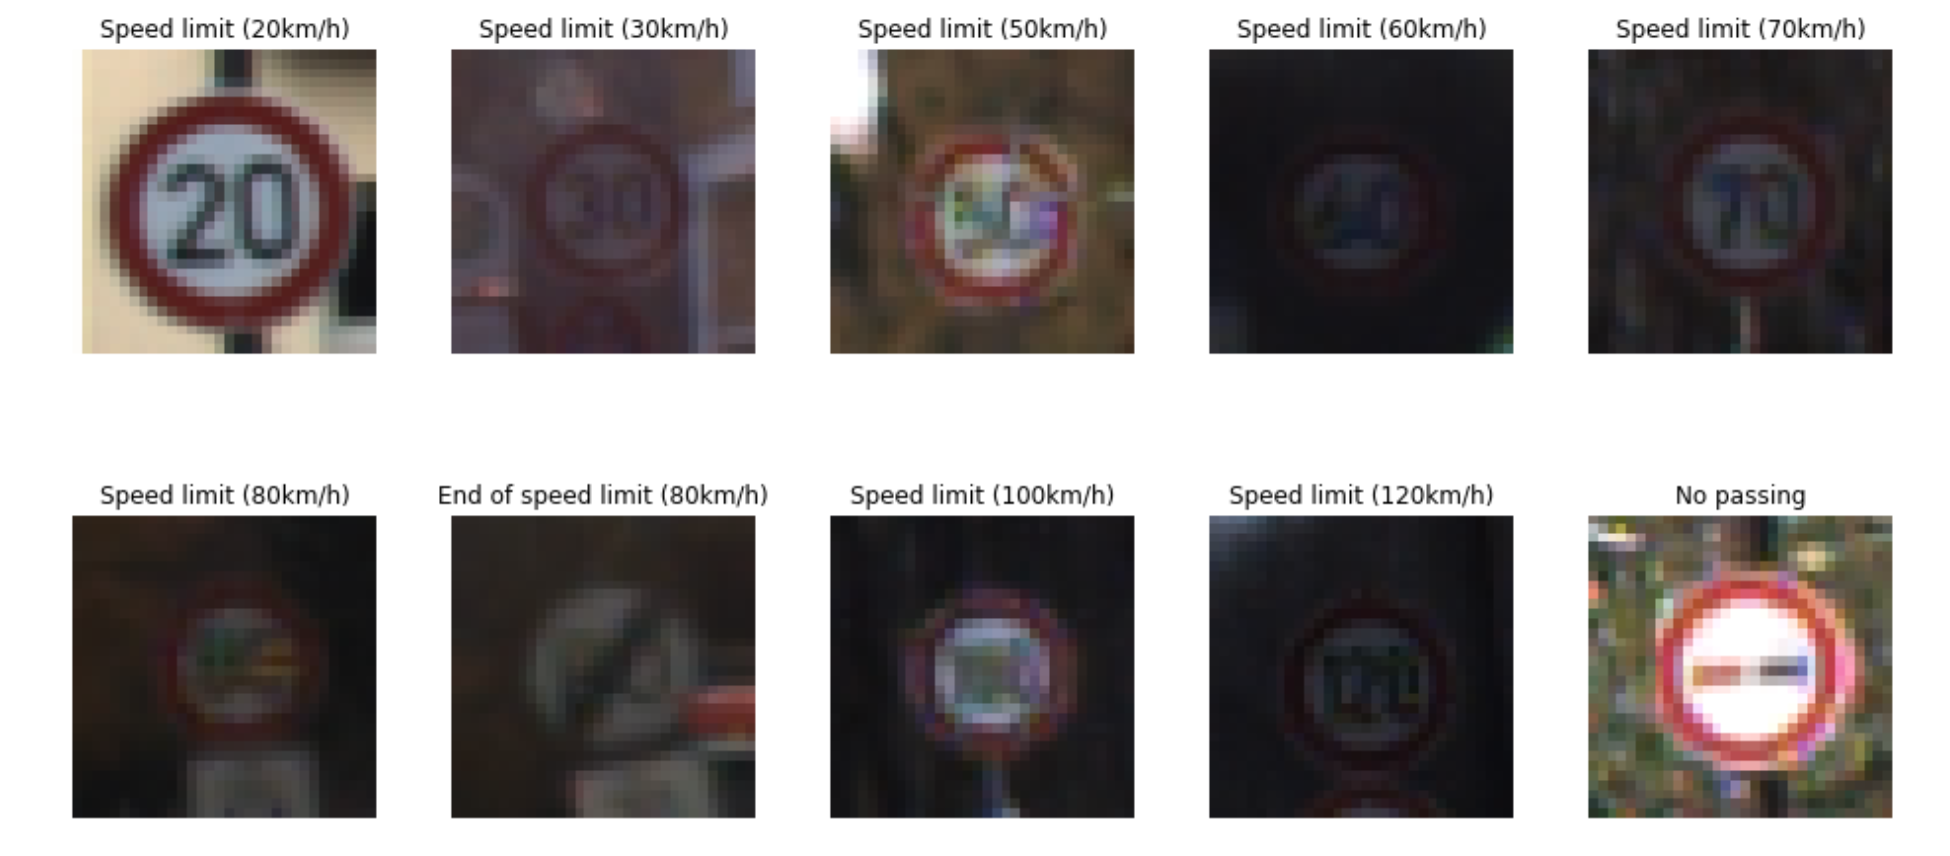 Speed limit (20km/h)
Speed limit (30km/h)
Speed limit (50km/h)
Speed limit (60km/h)
Speed limit (70km/h)
20
30
70
Speed limit (80km/h)
End of speed limit (80km/h)
Speed limit (100km/h)
Speed limit (120km/h)
No passing